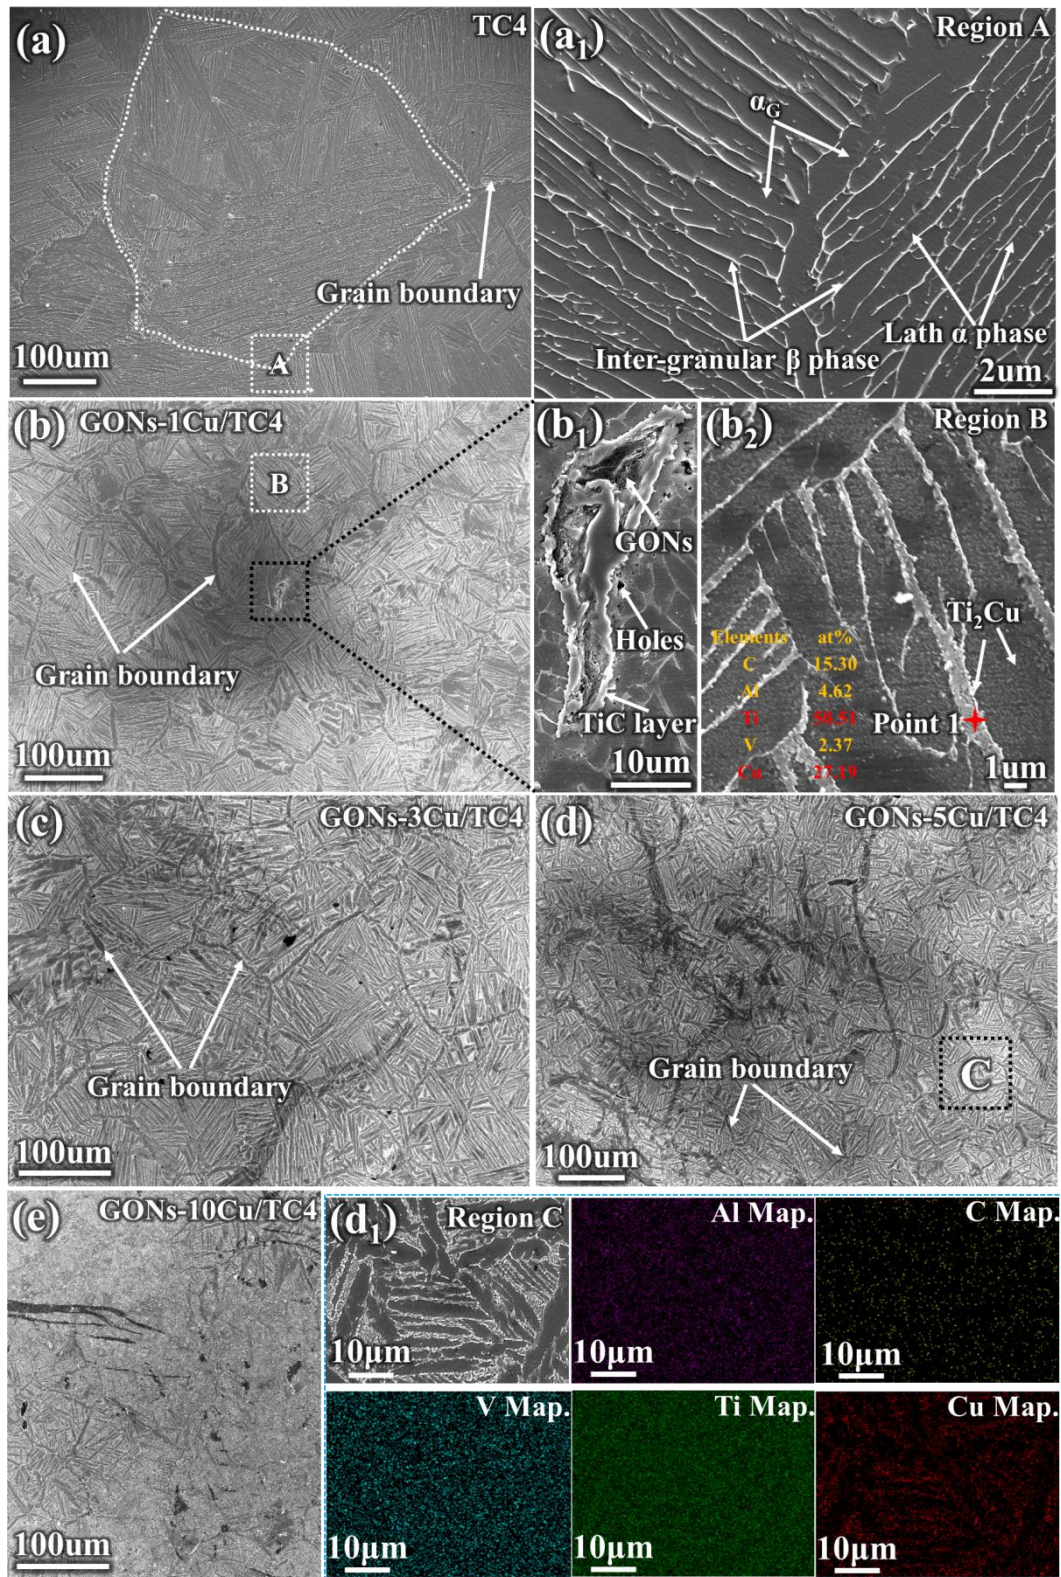 (a)
TC4
Grain boundary
A
100um
(a₁)
Region A
α_G
Lath α phase
Inter-granular β phase
2um
(b)
GONs-1Cu/TC4
B
Grain boundary
100um
(b₁)
GONs
Holes
TiC layer
10um
(b₂)
Region B
Ti₂Cu
Elements at%
C 15.30
Al 4.62
Ti 50.51
V 2.37
Cu 27.19
Point 1
1um
(c)
GONs-3Cu/TC4
Grain boundary
100um
(d)
GONs-5Cu/TC4
Grain boundary
C
100um
(e)
GONs-10Cu/TC4
100um
(d₁)
Region C
10μm
Al Map.
10μm
C Map.
10μm
V Map.
10μm
Ti Map.
10μm
Cu Map.
10μm